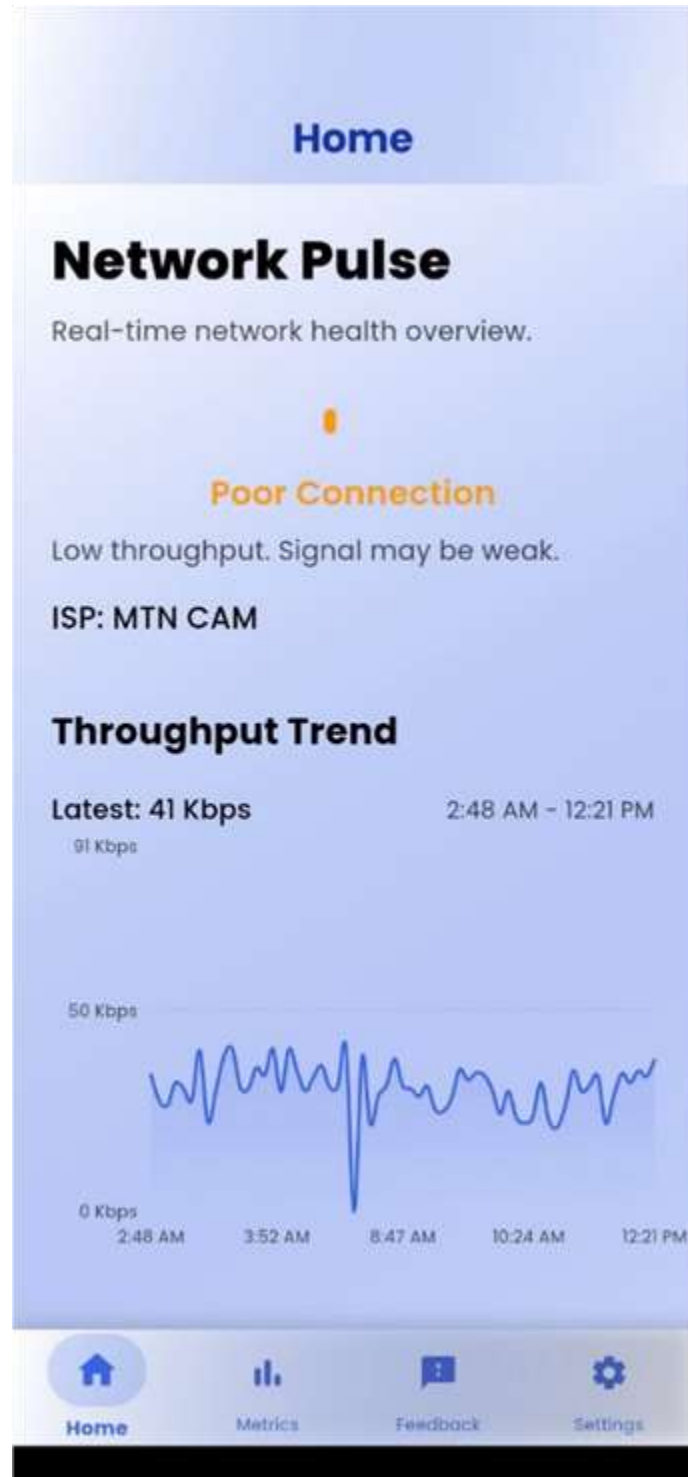 Home
Network Pulse
Real-time network health overview.
Poor Connection
Low throughput. Signal may be weak.
ISP: MTN CAM
Throughput Trend
Latest: 41 Kbps 2:48 AM - 12:21 PM
91 Kbps
50 Kbps
0 Kbps
2:48 AM 3:52 AM 8:47 AM 10:24 AM 12:21 PM
Home Metrics Feedback Settings